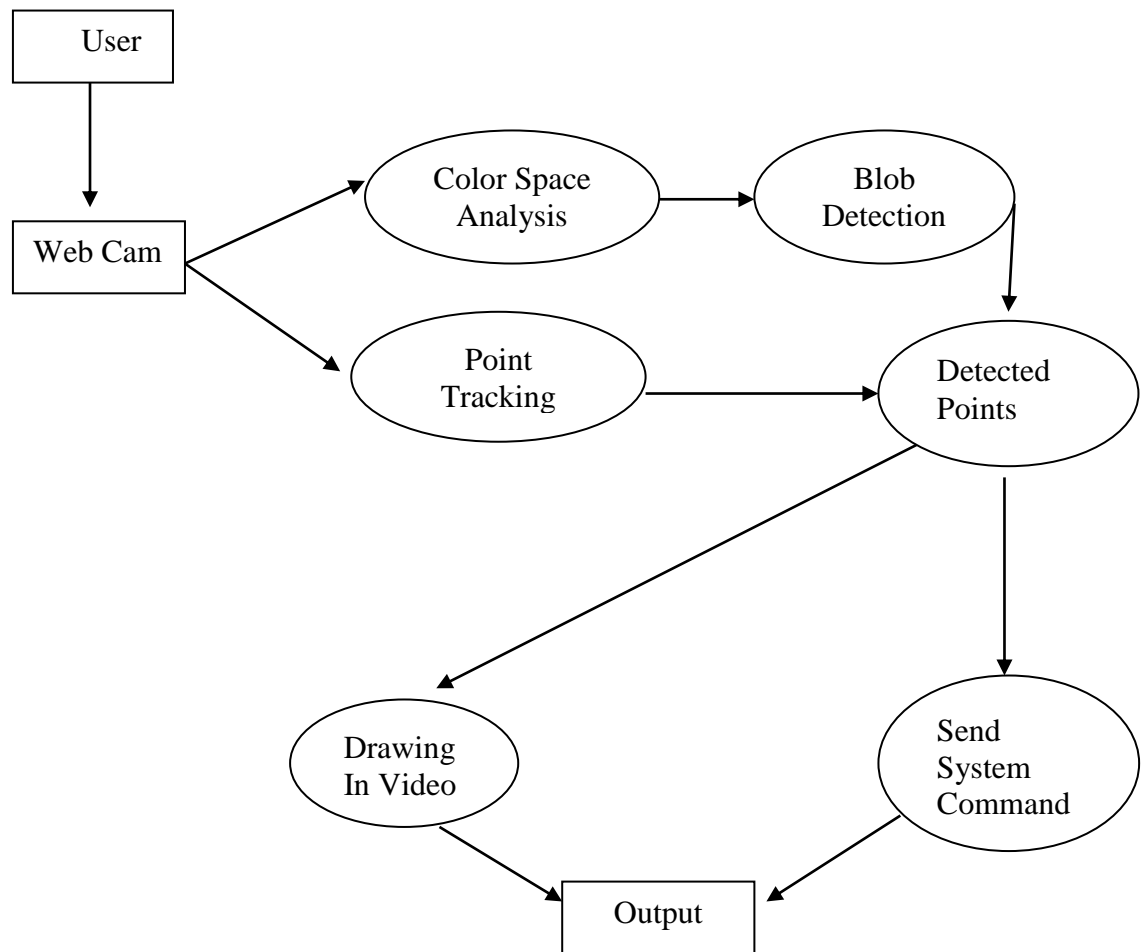 User
Color Space
Analysis
Blob
Detection
Web Cam
Point
Tracking
Detected
Points
Drawing
In Video
Send
System
Command
Output